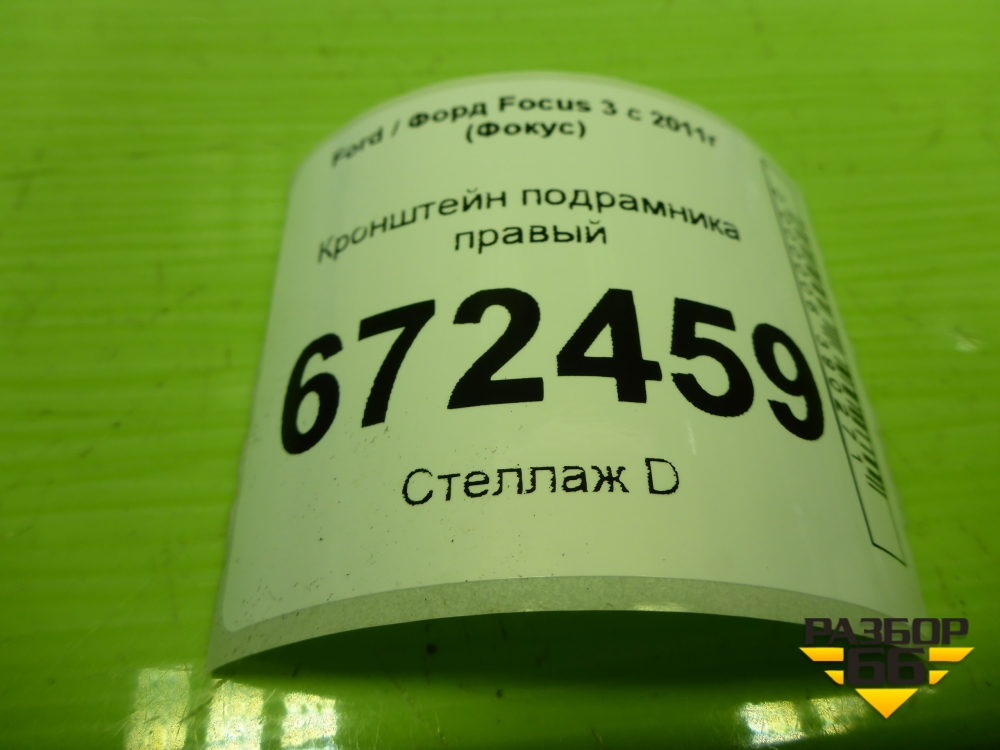 Ford / Форд Focus 3 с 2011г
(Фокус)
Кронштейн подрамника
правый
672459
Стеллаж D
РАЗБОР
66